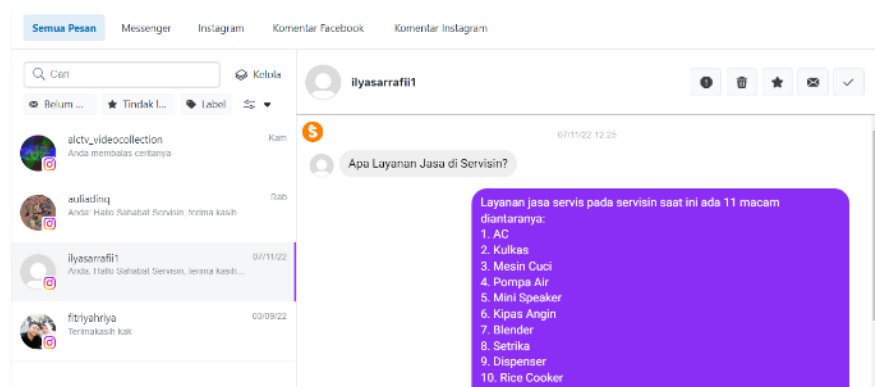 Semua Pesan Messenger Instagram Komentar Facebook Komentar Instagram
Cari Kelola
Belum ... Tindak l... Label
alctv_videocollection Kam
Anda membalas ceritanya
auliadinq Rab
Anda: Hallo Sahabat Servisin, terima kasih
ilyasarrafii1 07/11/22
Anda: Hallo Sahabat Servisin, terima kasih...
fitriyahriya 03/09/22
Terimakasih kak
ilyasarrafii1
07/11/22 12.25
Apa Layanan Jasa di Servisin?
Layanan jasa servis pada servisin saat ini ada 11 macam
diantaranya:
1. AC
2. Kulkas
3. Mesin Cuci
4. Pompa Air
5. Mini Speaker
6. Kipas Angin
7. Blender
8. Setrika
9. Dispenser
10. Rice Cooker